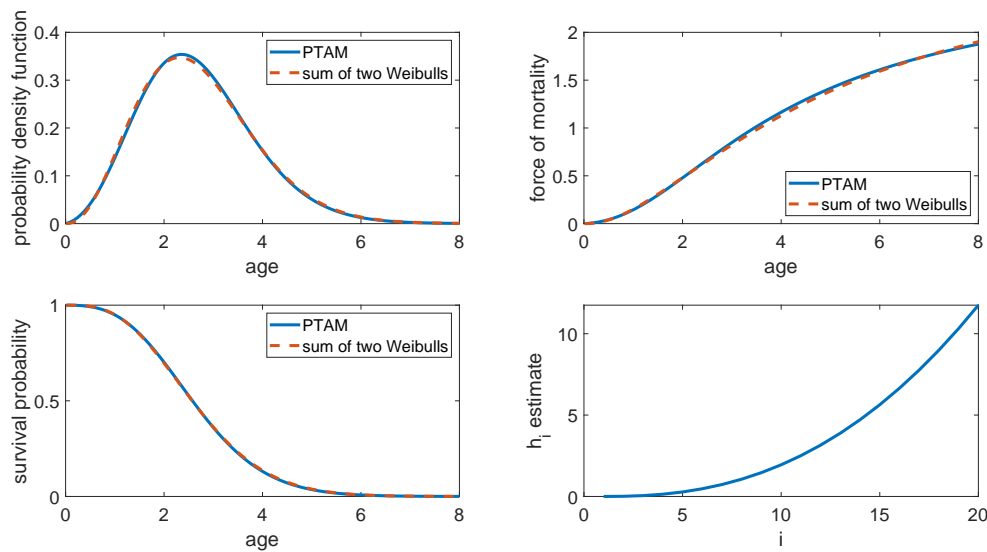 probability density function
0.4
0.3
0.2
0.1
0
0 2 4 6 8
age
PTAM
sum of two Weibulls
force of mortality
2
1.5
1
0.5
0
0 2 4 6 8
age
PTAM
sum of two Weibulls
survival probability
1
0.5
0
0 2 4 6 8
age
PTAM
sum of two Weibulls
h_i estimate
10
5
0
0 5 10 15 20
i